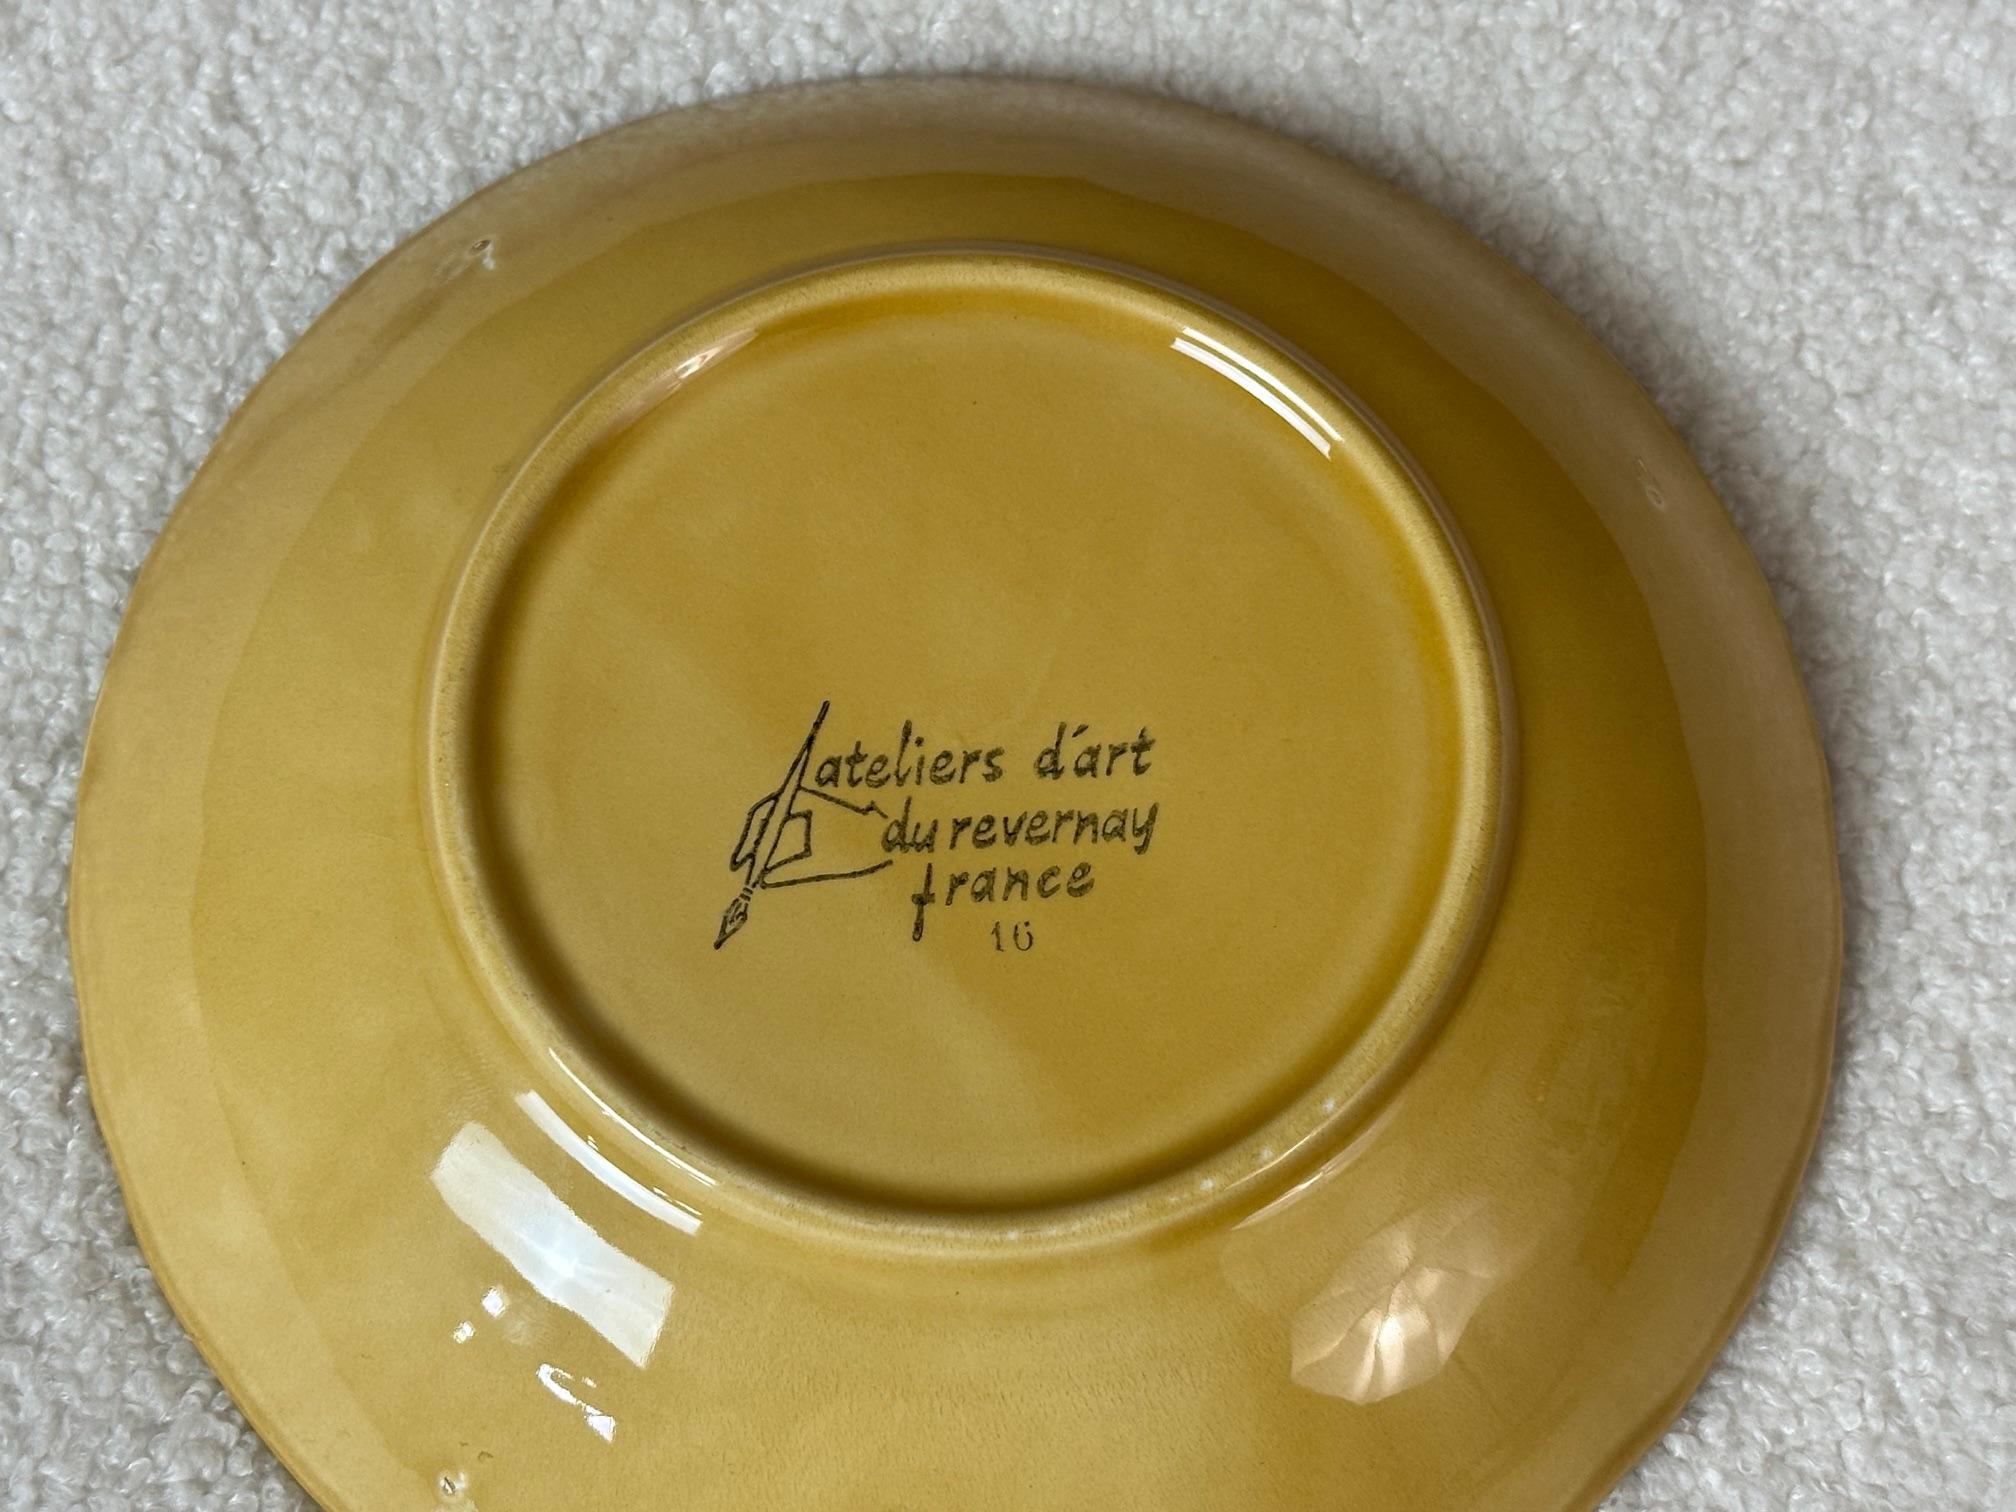 ateliers d'art
du revernay
france
16